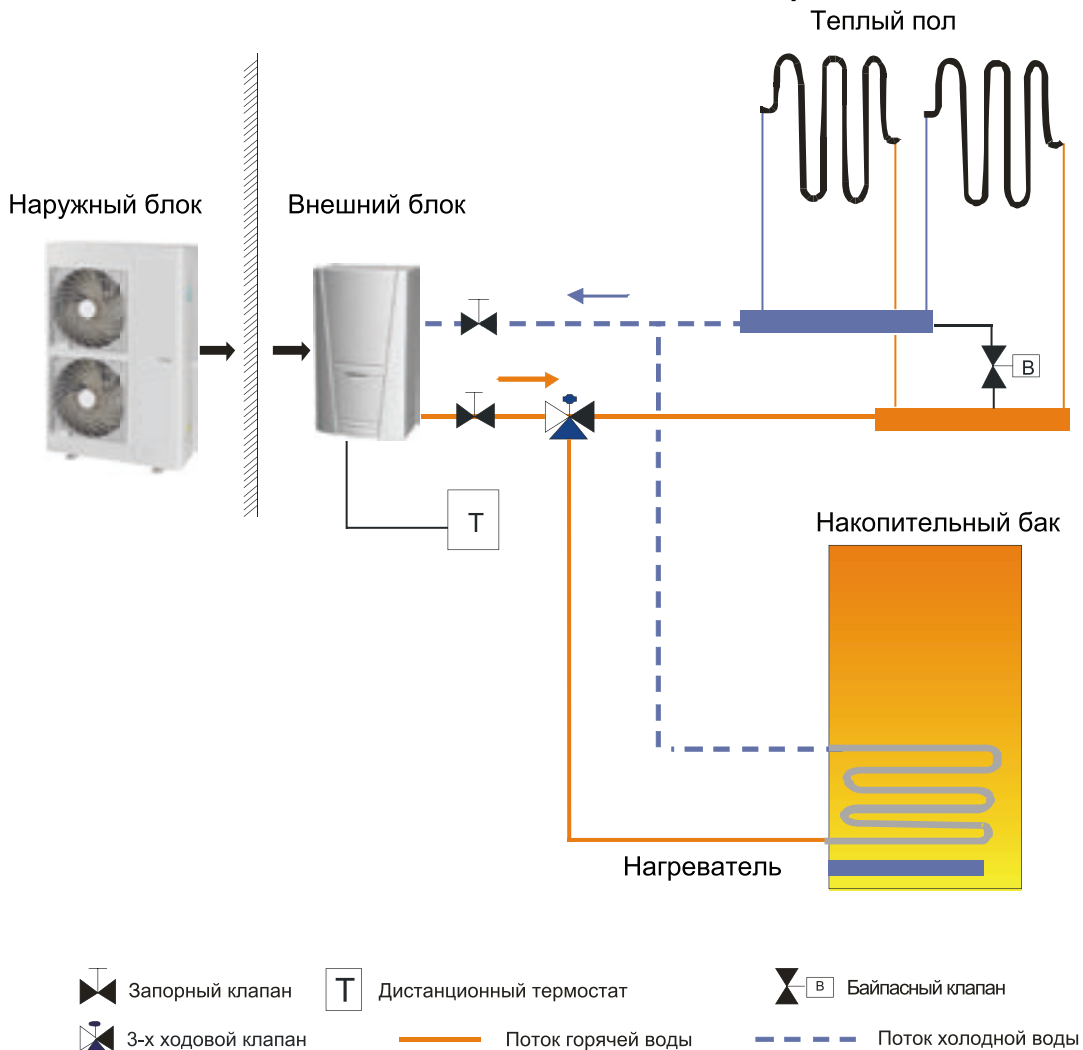 Теплый пол
Наружный блок
Внешний блок
B
T
Накопительный бак
Нагреватель
Запорный клапан
T
Дистанционный термостат
B
Байпасный клапан
3-х ходовой клапан
Поток горячей воды
Поток холодной воды